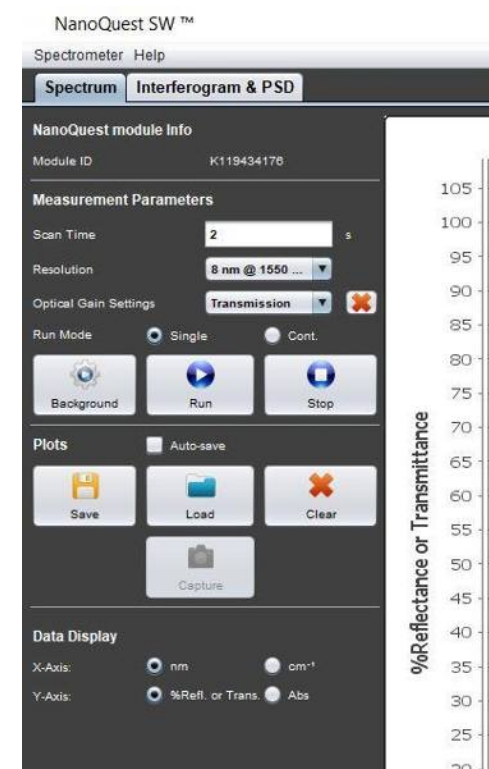 NanoQuest SW ™
Spectrometer Help
Spectrum Interferogram & PSD
NanoQuest module Info
Module ID K119434176
Measurement Parameters
Scan Time 2 s
Resolution 8 nm @ 1550 ...
Optical Gain Settings Transmission
Run Mode Single Cont.
Background Run Stop
Plots Auto-save
Save Load Clear
Capture
Data Display
X-Axis: nm cm⁻¹
Y-Axis: %Refl. or Trans. Abs
%Reflectance or Transmittance
105
100
95
90
85
80
75
70
65
60
55
50
45
40
35
30
25